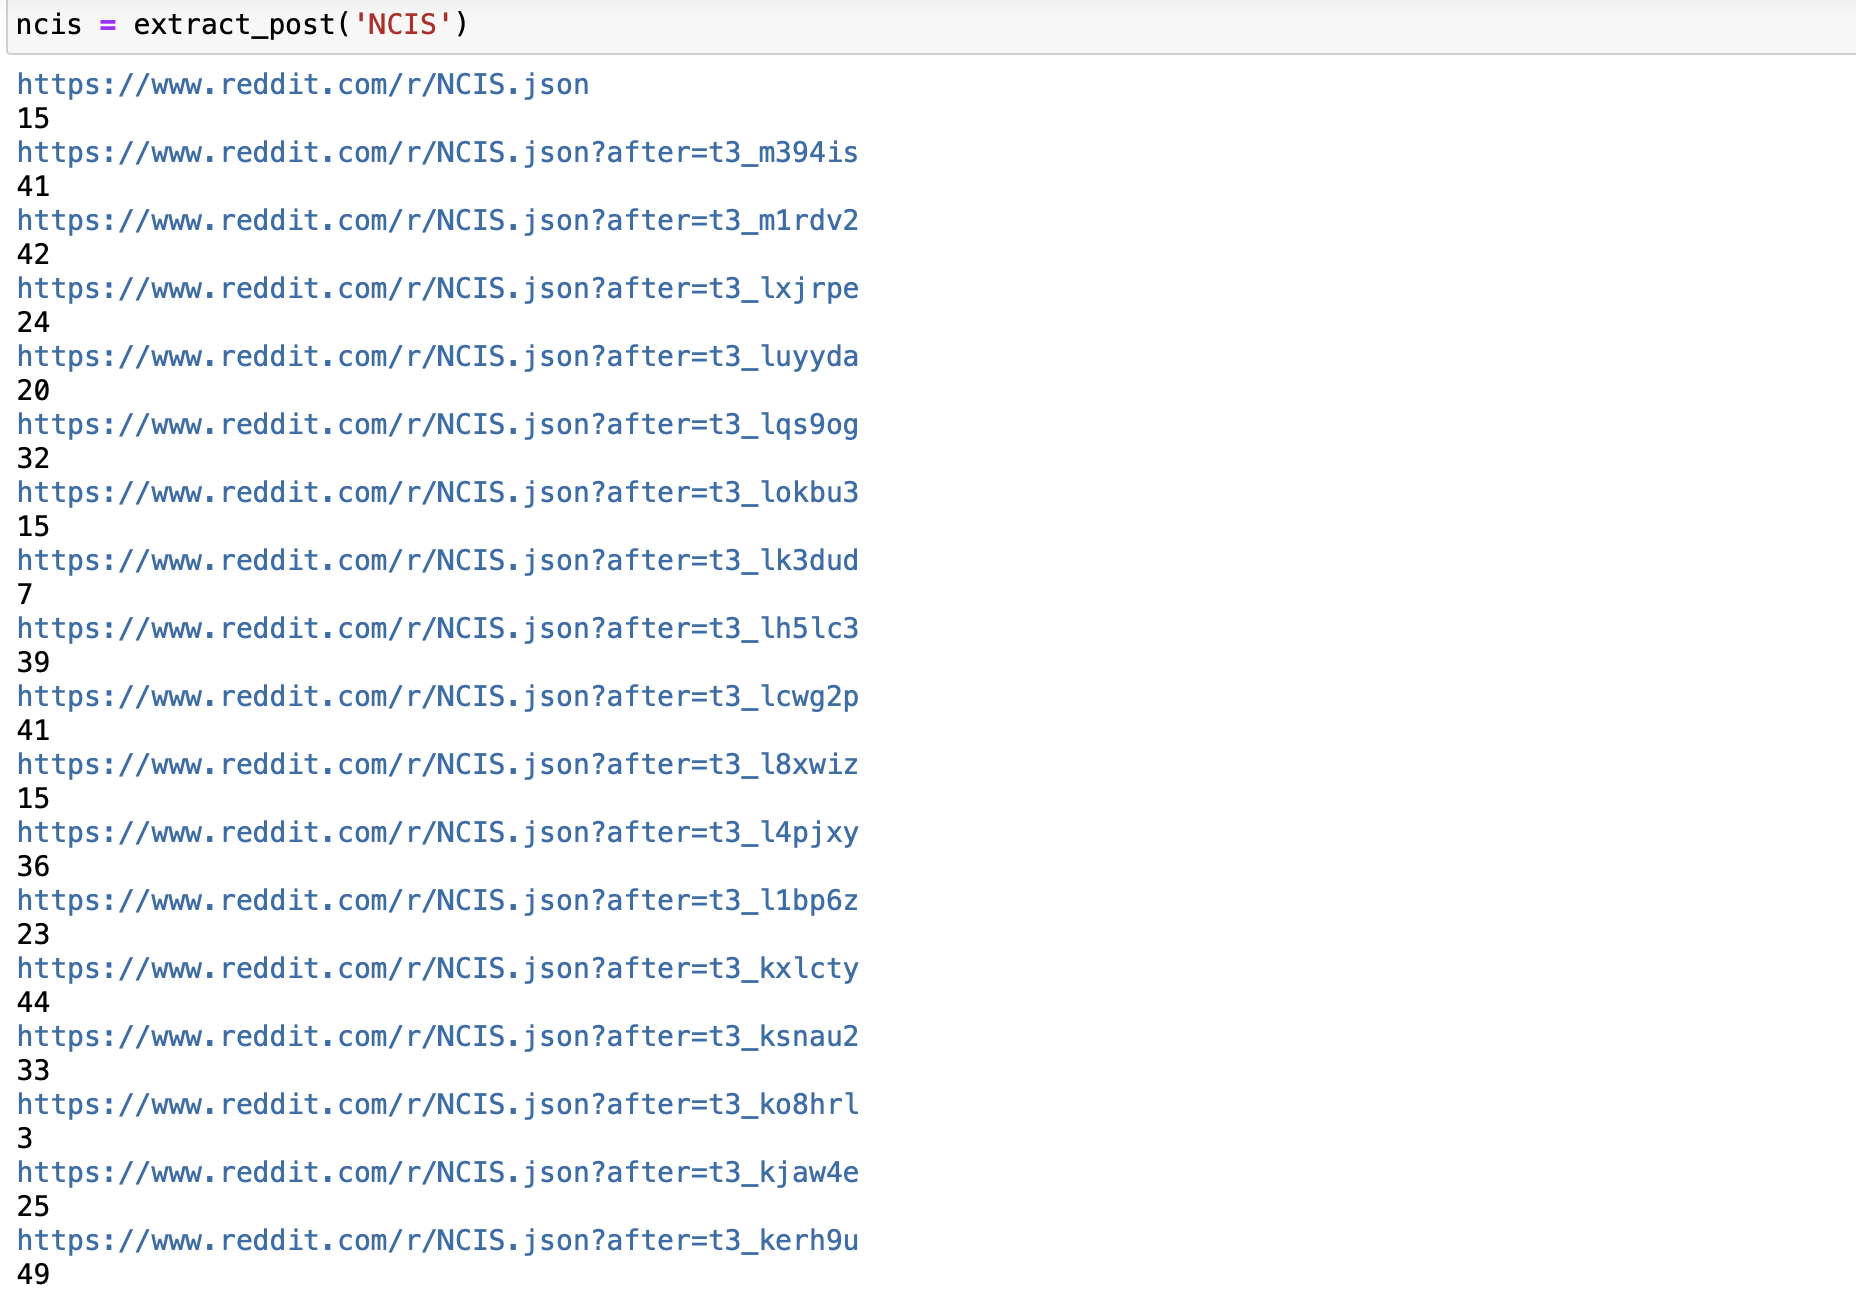 ncis = extract_post('NCIS')
https://www.reddit.com/r/NCIS.json
15
https://www.reddit.com/r/NCIS.json?after=t3_m394is
41
https://www.reddit.com/r/NCIS.json?after=t3_m1rdv2
42
https://www.reddit.com/r/NCIS.json?after=t3_lxjrpe
24
https://www.reddit.com/r/NCIS.json?after=t3_luyyda
20
https://www.reddit.com/r/NCIS.json?after=t3_lqs9og
32
https://www.reddit.com/r/NCIS.json?after=t3_lokbu3
15
https://www.reddit.com/r/NCIS.json?after=t3_lk3dud
7
https://www.reddit.com/r/NCIS.json?after=t3_lh5lc3
39
https://www.reddit.com/r/NCIS.json?after=t3_lcwg2p
41
https://www.reddit.com/r/NCIS.json?after=t3_l8xwiz
15
https://www.reddit.com/r/NCIS.json?after=t3_l4pjxy
36
https://www.reddit.com/r/NCIS.json?after=t3_l1bp6z
23
https://www.reddit.com/r/NCIS.json?after=t3_kxlcty
44
https://www.reddit.com/r/NCIS.json?after=t3_ksnau2
33
https://www.reddit.com/r/NCIS.json?after=t3_ko8hrl
3
https://www.reddit.com/r/NCIS.json?after=t3_kjaw4e
25
https://www.reddit.com/r/NCIS.json?after=t3_kerh9u
49